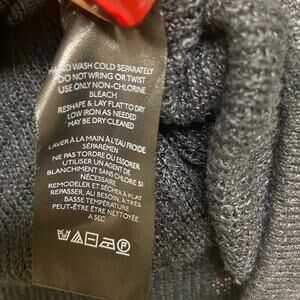 HAND WASH COLD SEPARATELY
DO NOT WRING OR TWIST
USE ONLY NON-CHLORINE
BLEACH
RESHAPE & LAY FLAT TO DRY
LOW IRON AS NEEDED
MAY BE DRY CLEANED
LAVER À LA MAIN À L'EAU FROIDE
SÉPARÉMEN
NE PAS TORDRE OU ESSORER
UTILISER UN AGENT DE
BLANCHIMENT SANS CHLORE SI
NÉCESSAIRE
REMODELER ET SÉCHER À PLAT
BASSE TEMPÉRATURE
PEUT-ÊTRE ÊTRE NETTOYÉE
A SEC